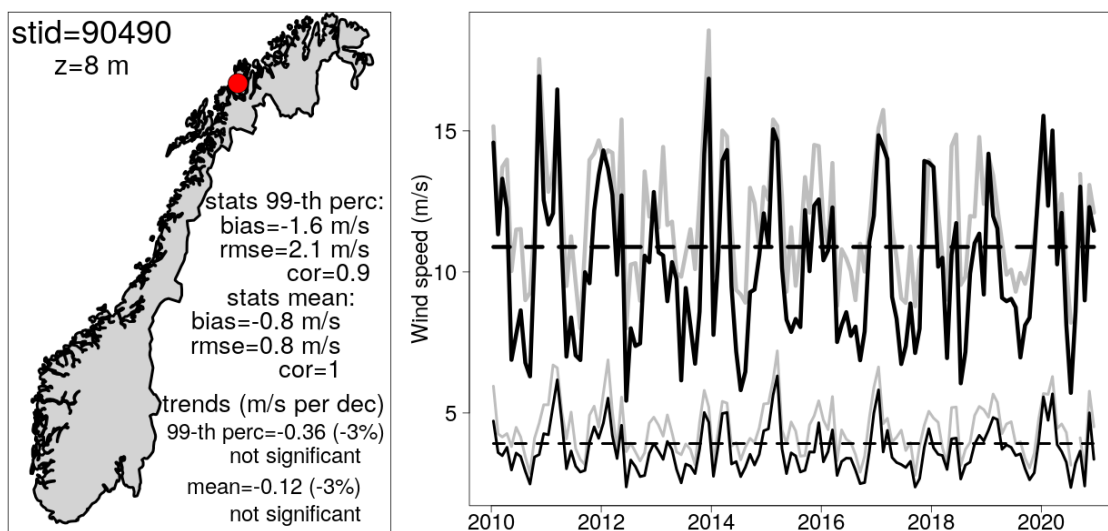 stid=90490
z=8 m
stats 99-th perc:
bias=-1.6 m/s
rmse=2.1 m/s
cor=0.9
stats mean:
bias=-0.8 m/s
rmse=0.8 m/s
cor=1
trends (m/s per dec)
99-th perc=-0.36 (-3%)
not significant
mean=-0.12 (-3%)
not significant
Wind speed (m/s)
15
10
5
2010 2012 2014 2016 2018 2020